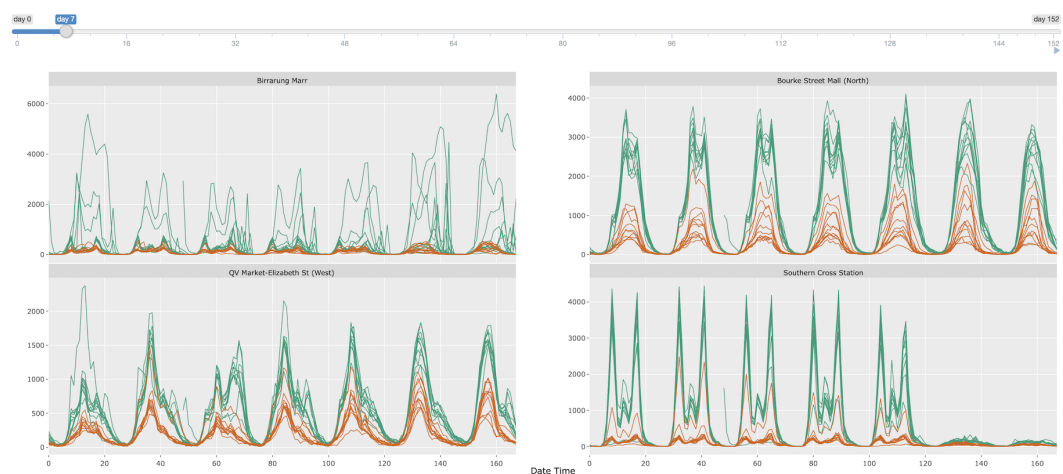 day 0 day 7 day 152
0 16 32 48 64 80 96 112 128 144 152
Birrarung Marr
6000
4000
2000
0
Bourke Street Mall (North)
4000
3000
2000
1000
0
QV Market-Elizabeth St (West)
2000
1500
1000
500
0
0 20 40 60 80 100 120 140 160
Southern Cross Station
4000
3000
2000
1000
0
0 20 40 60 80 100 120 140 160
Date Time